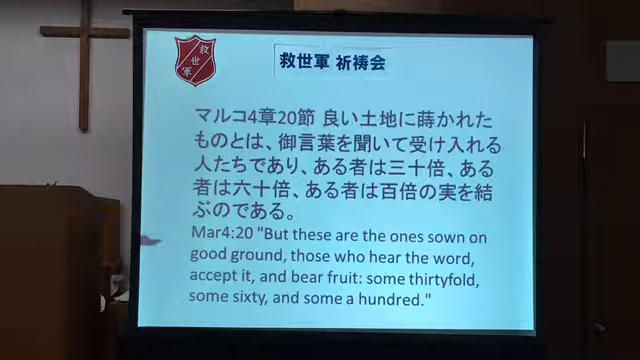 救世軍
救世軍 祈祷会
マルコ4章20節 良い土地に蒔かれた
ものとは、御言葉を聞いて受け入れる
人たちであり、ある者は三十倍、ある
者は六十倍、ある者は百倍の実を結
ぶのである。
Mar4:20 "But these are the ones sown on
good ground, those who hear the word,
accept it, and bear fruit: some thirtyfold,
some sixty, and some a hundred."